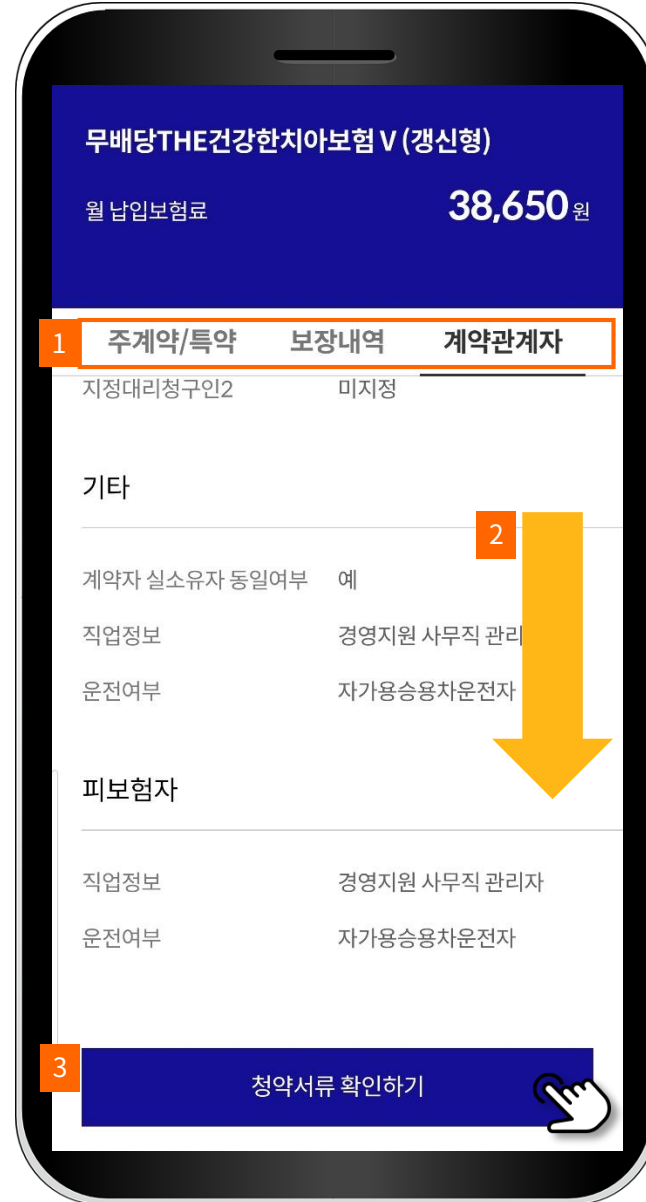 무배당THE건강한치아보험 V (갱신형)
월 납입보험료 38,650 원
1 주계약/특약 보장내역 계약관계자
지정대리청구인2 미지정
기타
2
계약자 실소유자 동일여부 예
직업정보 경영지원 사무직 관리
운전여부 자가용승용차운전자
피보험자
직업정보 경영지원 사무직 관리자
운전여부 자가용승용차운전자
3 청약서류 확인하기